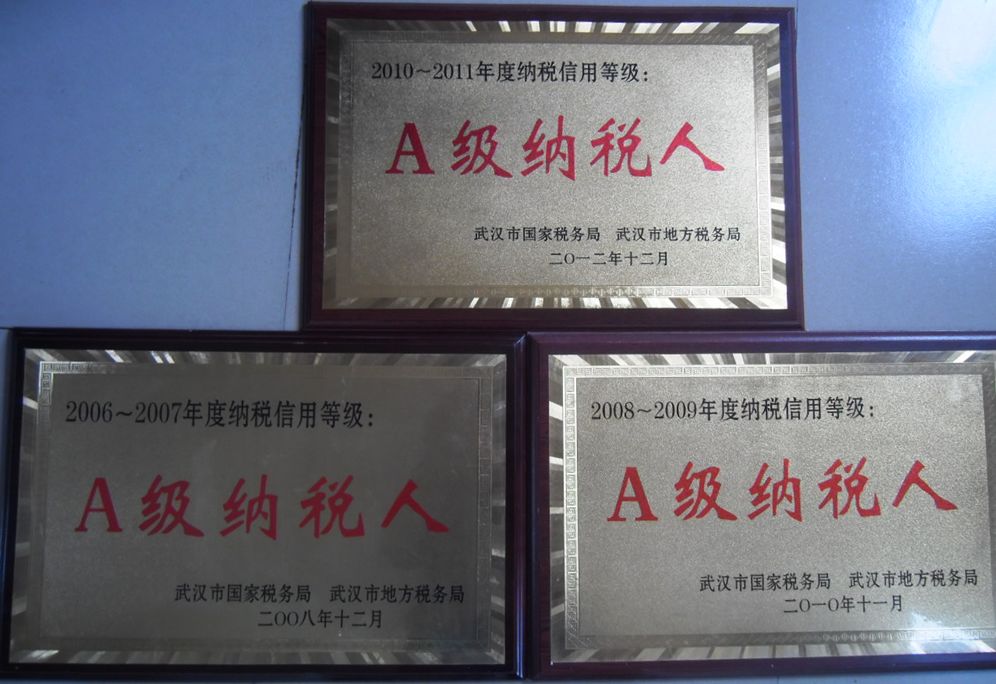 2010～2011年度纳税信用等级:
A级纳税人
武汉市国家税务局 武汉市地方税务局
二〇一二年十二月
2006～2007年度纳税信用等级:
A级纳税人
武汉市国家税务局 武汉市地方税务局
二〇〇八年十二月
2008～2009年度纳税信用等级:
A级纳税人
武汉市国家税务局 武汉市地方税务局
二〇一〇年十一月